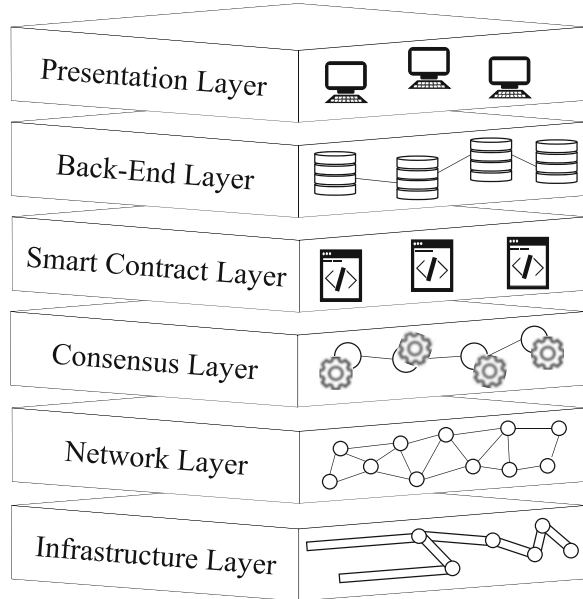 Presentation Layer
Back-End Layer
Smart Contract Layer
Consensus Layer
Network Layer
Infrastructure Layer